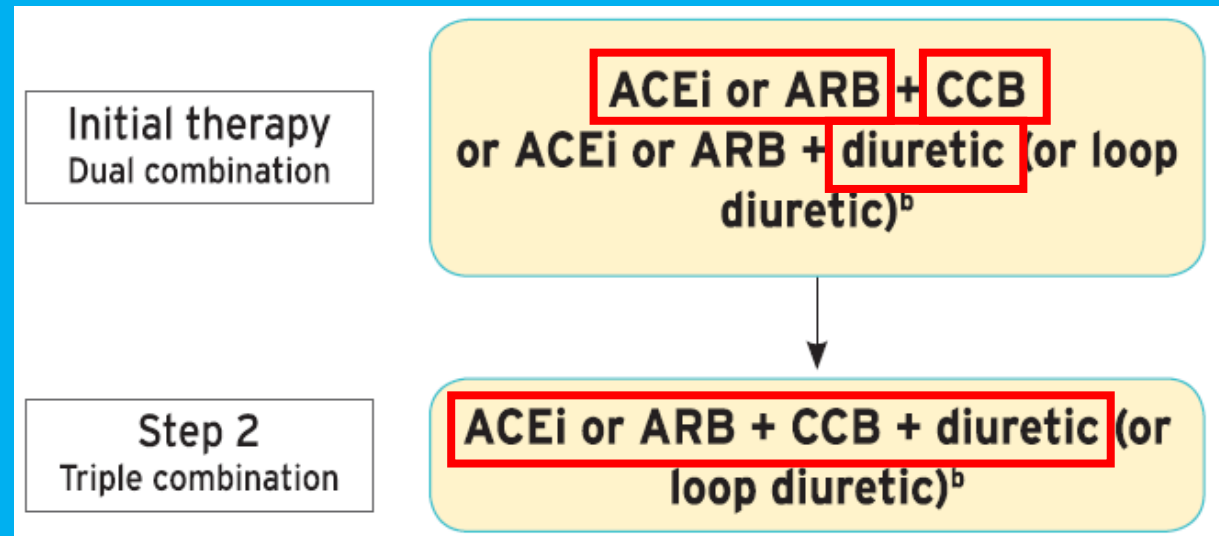 Initial therapy
Dual combination
ACEi or ARB + CCB
or ACEi or ARB + diuretic (or loop
diuretic)ᵇ
Step 2
Triple combination
ACEi or ARB + CCB + diuretic (or
loop diuretic)ᵇ